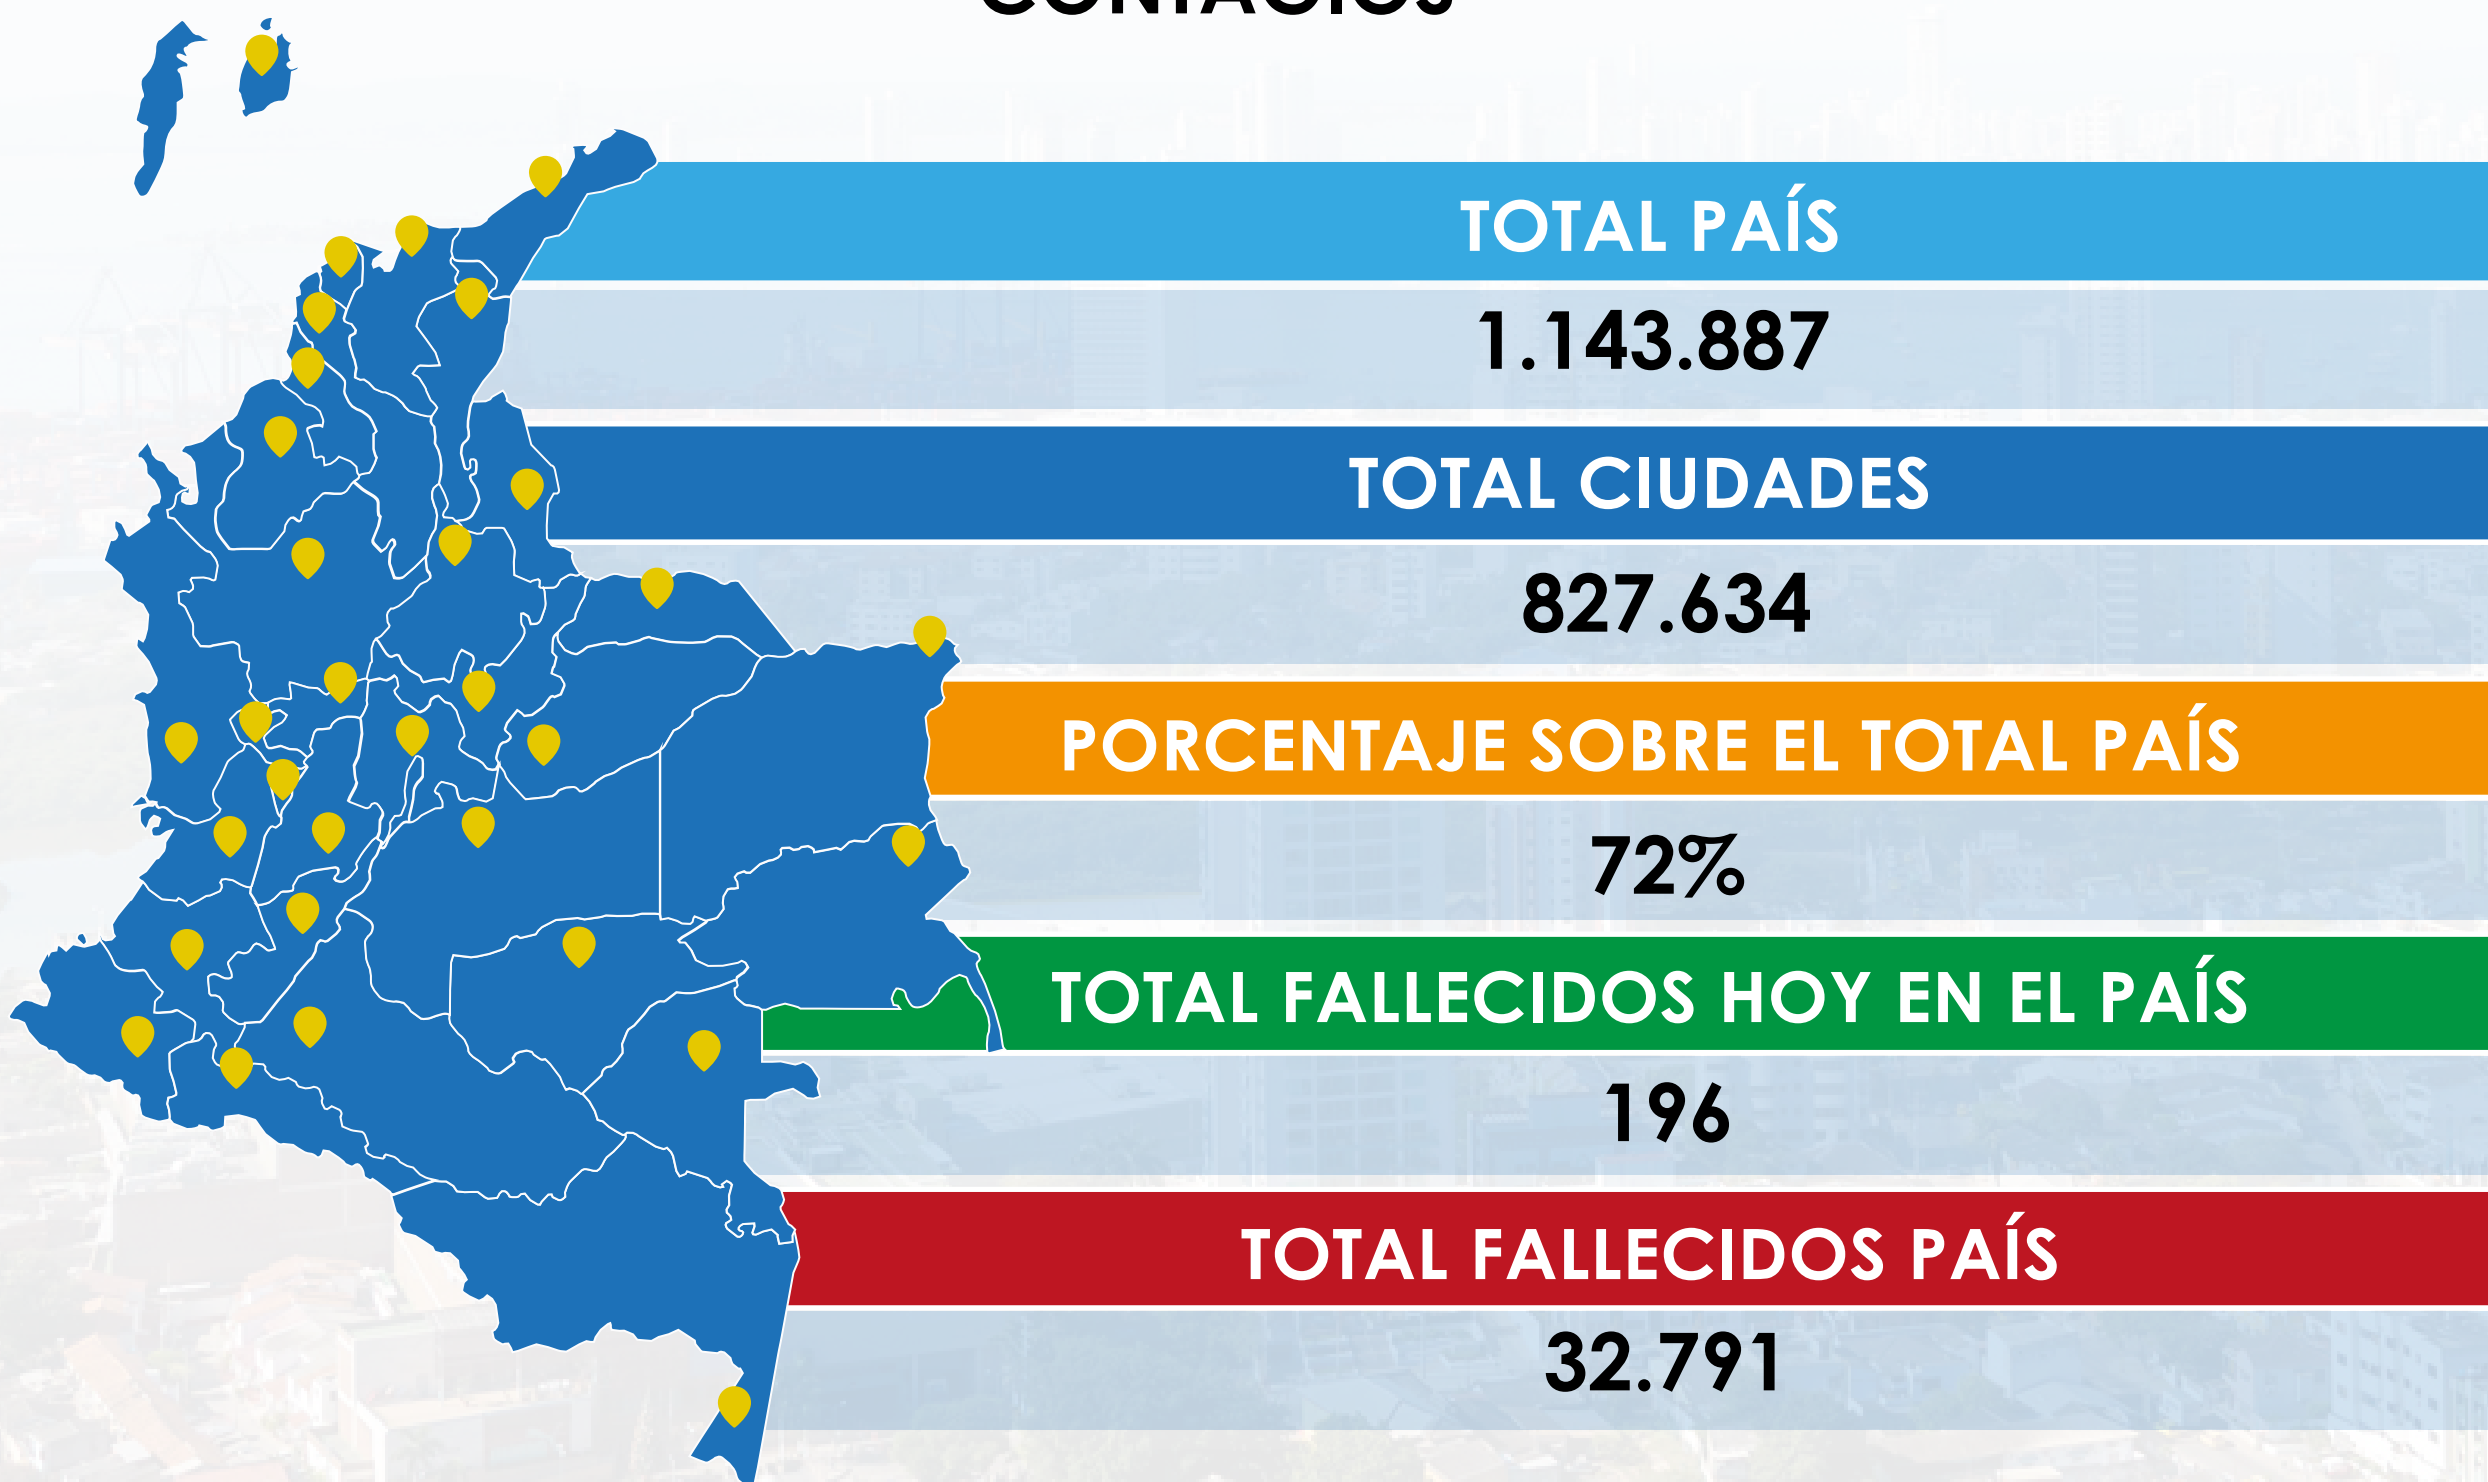 CONTAGIOS
TOTAL PAÍS
1.143.887
TOTAL CIUDADES
827.634
PORCENTAJE SOBRE EL TOTAL PAÍS
72%
TOTAL FALLECIDOS HOY EN EL PAÍS
196
TOTAL FALLECIDOS PAÍS
32.791